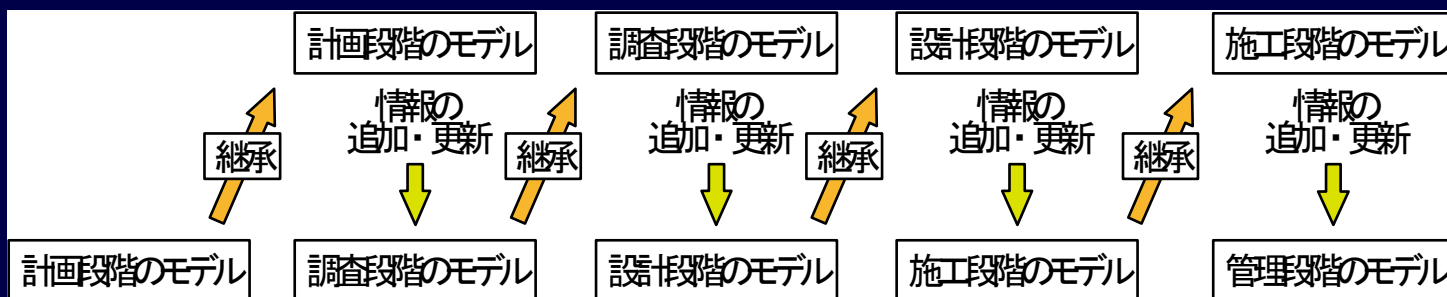 計画段階のモデル
調査段階のモデル
設計段階のモデル
施工段階のモデル
情報の
追加・更新
情報の
追加・更新
情報の
追加・更新
情報の
追加・更新
継承
継承
継承
継承
計画段階のモデル
調査段階のモデル
設計段階のモデル
施工段階のモデル
管理段階のモデル